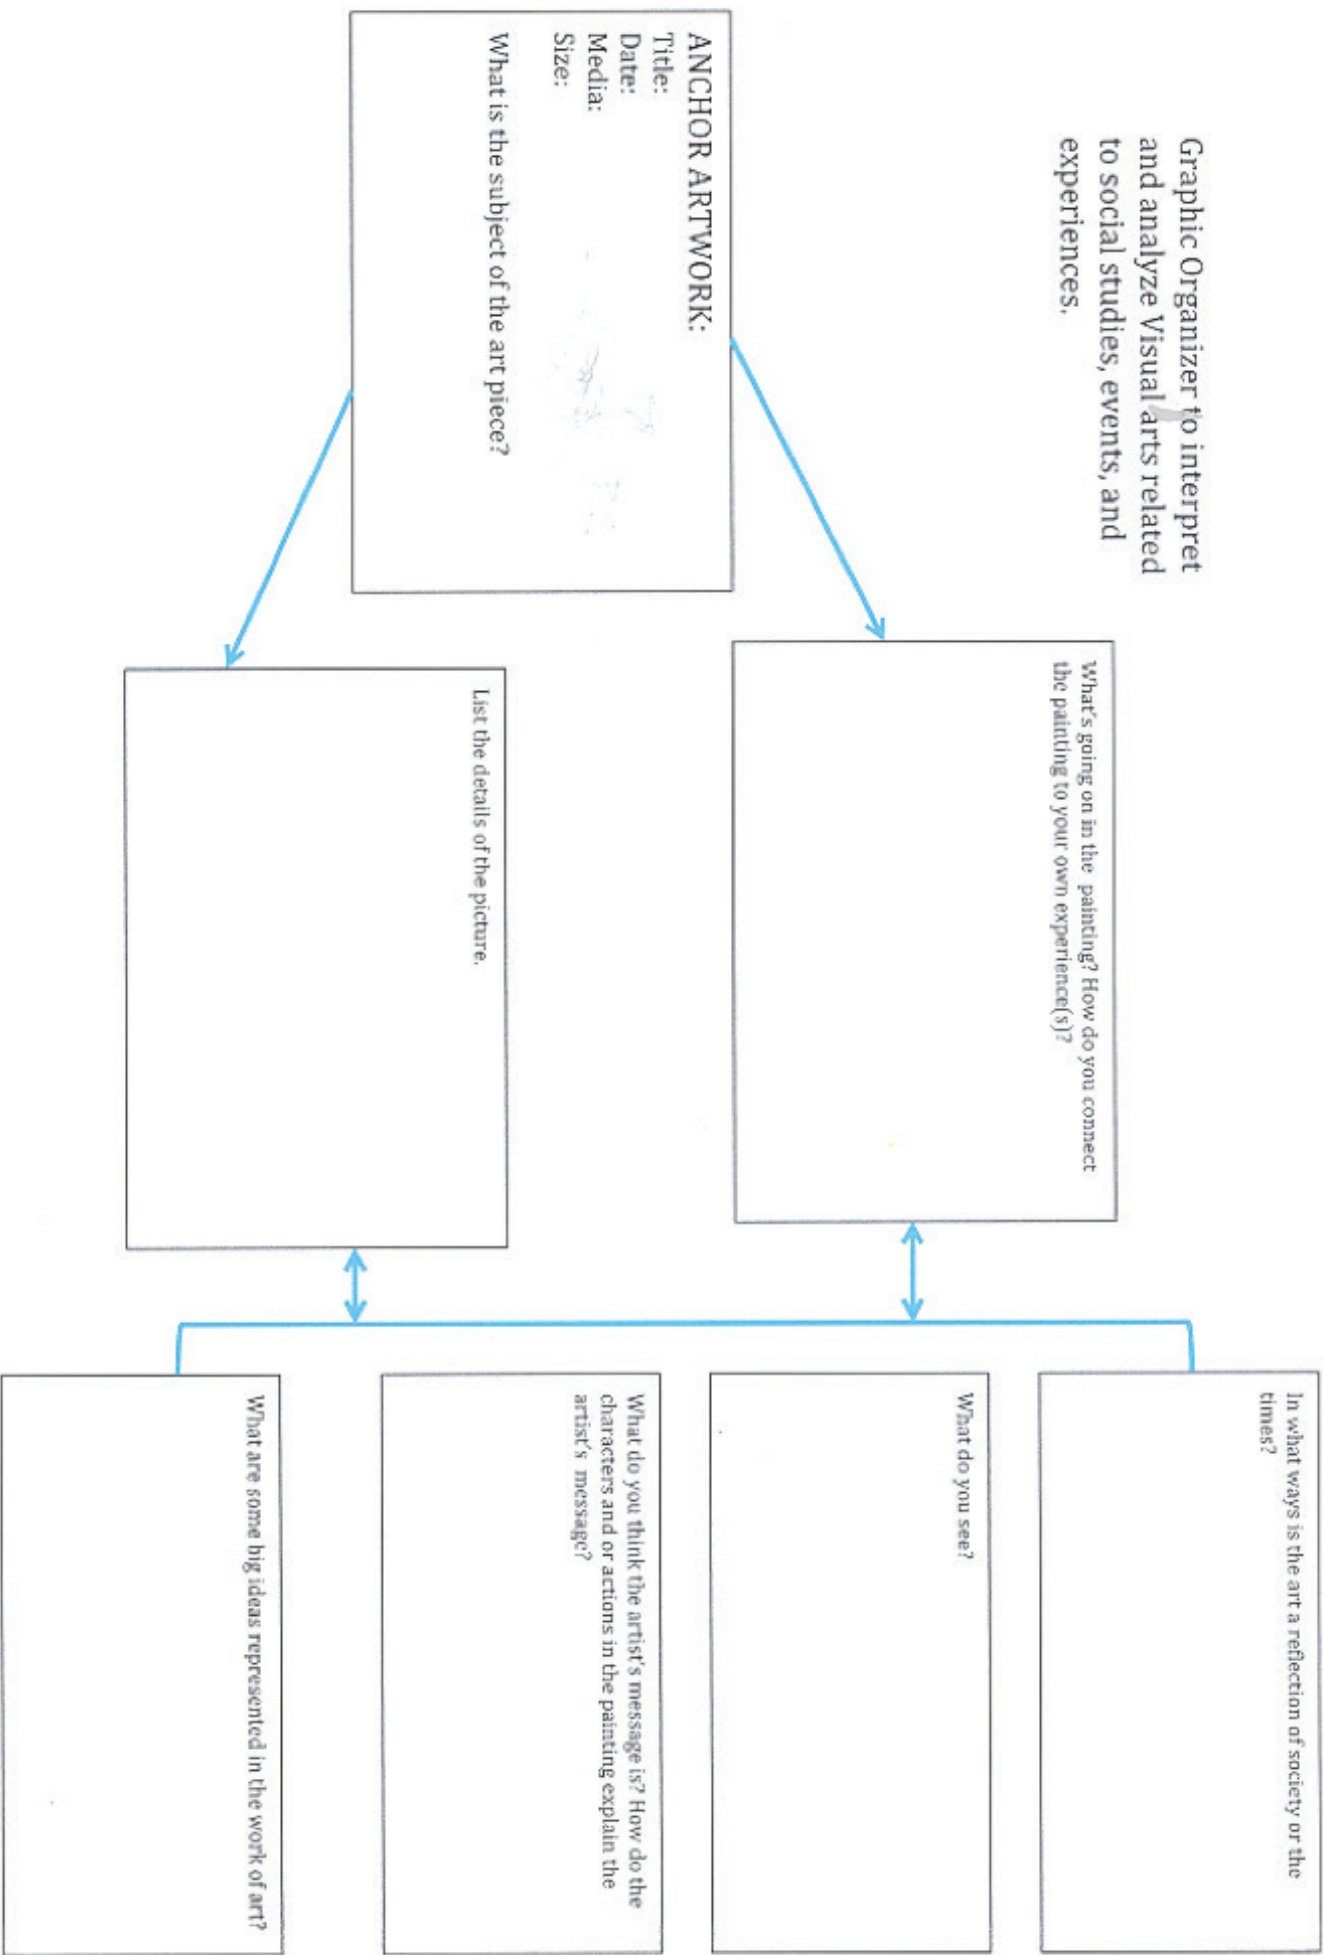 Graphic Organizer to interpret
and analyze Visual arts related
to social studies, events, and
experiences.
ANCHOR ARTWORK:
Title:
Date:
Media:
Size:
What is the subject of the art piece?
What's going on in the painting? How do you connect
the painting to your own experience(s)?
List the details of the picture.
In what ways is the art a reflection of society or the
times?
What do you see?
What do you think the artist's message is? How do the
characters and or actions in the painting explain the
artist's message?
What are some big ideas represented in the work of art?